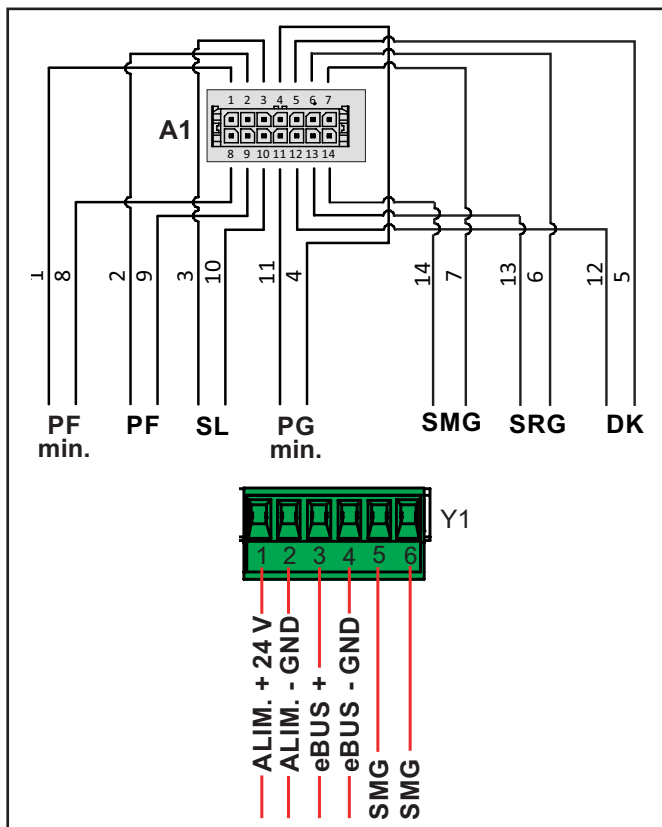 1 2 3 4 5 6 7
A1
8 9 10 11 12 13 14
1 8 2 9 3 10 11 4 14 7 13 6 12 5
PF min.
PF
SL
PG min.
SMG
SRG
DK
Y1
1 2 3 4 5 6
ALIM. + 24 V
ALIM. - GND
eBUS +
eBUS - GND
SMG
SMG